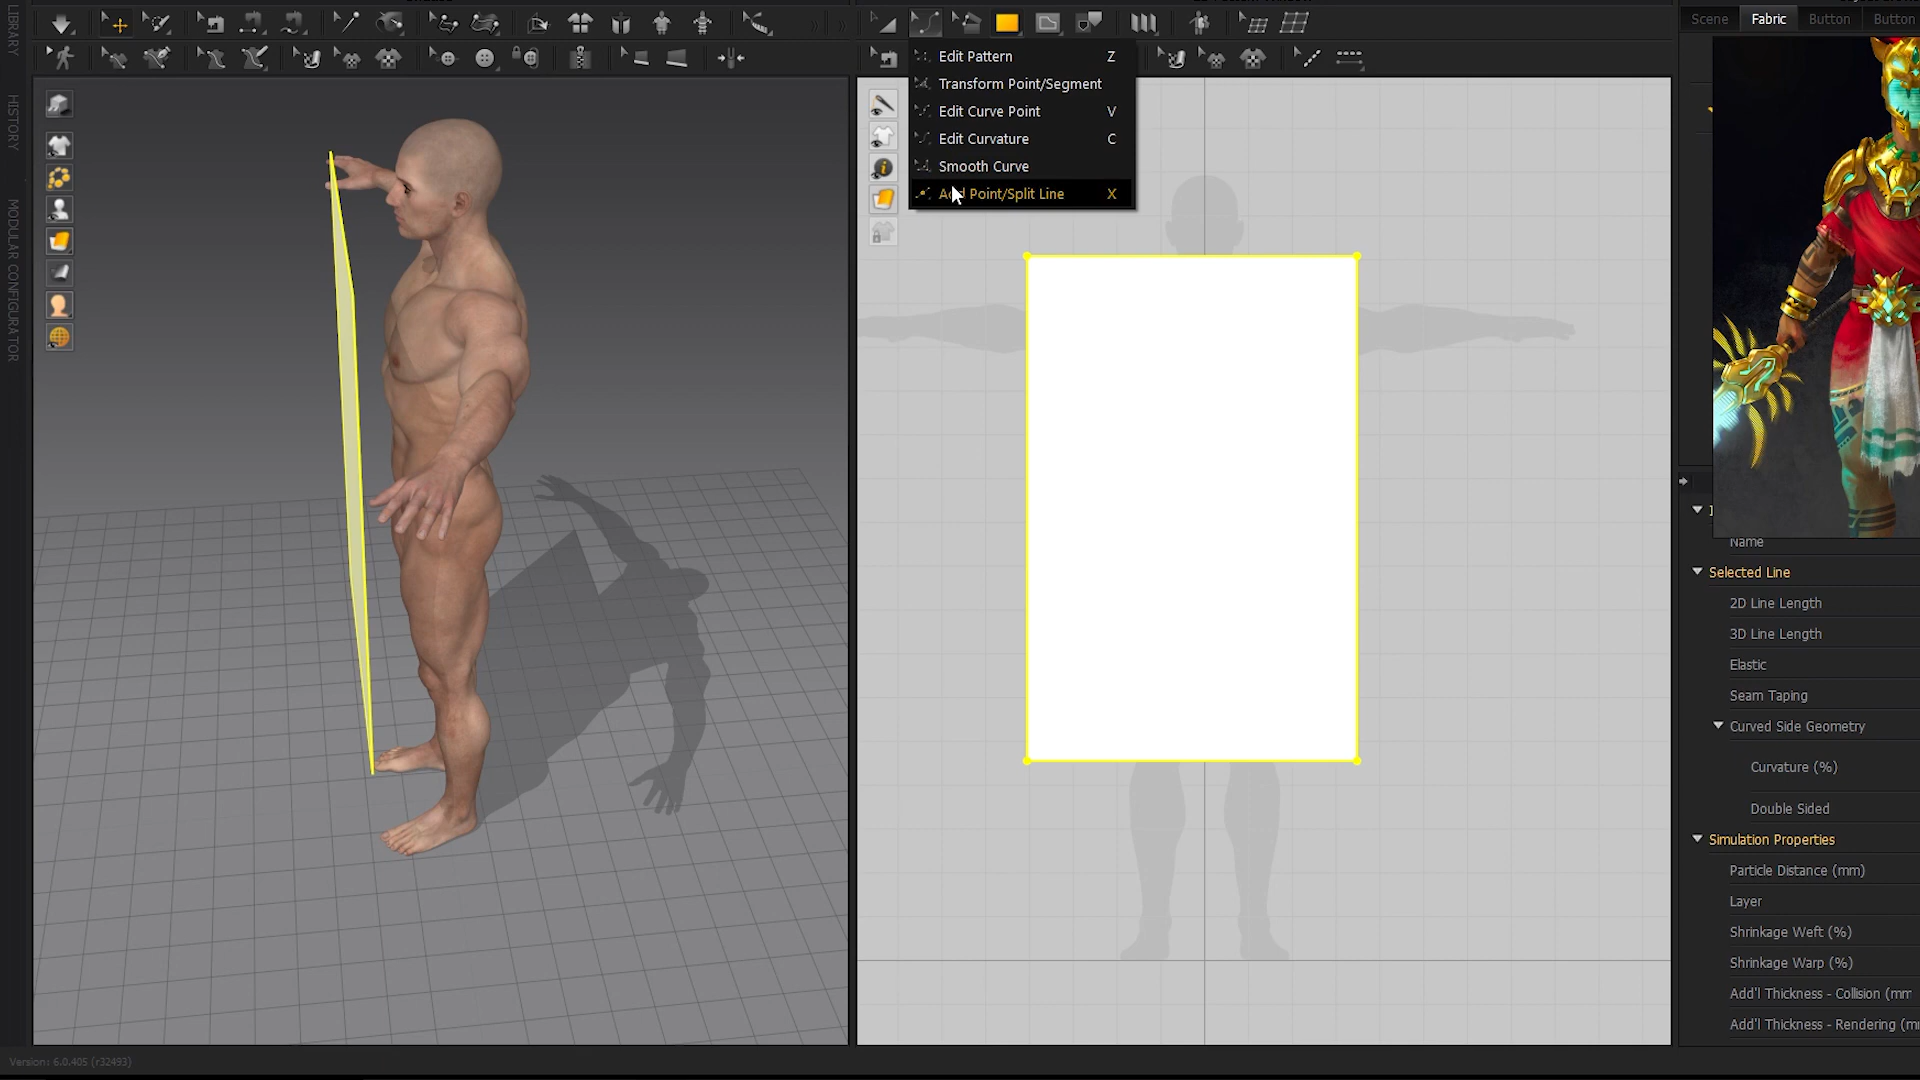 LIBRARY
HISTORY
MODULAR CONFIGURATOR
Edit Pattern Z
Transform Point/Segment
Edit Curve Point V
Edit Curvature C
Smooth Curve
Add Point/Split Line X
Scene Fabric Button Button
Name
Selected Line
2D Line Length
3D Line Length
Elastic
Seam Taping
Curved Side Geometry
Curvature (%)
Double Sided
Simulation Properties
Particle Distance (mm)
Layer
Shrinkage Weft (%)
Shrinkage Warp (%)
Add'l Thickness - Collision (mm
Add'l Thickness - Rendering (m
Version: 6.0.405 (r32493)